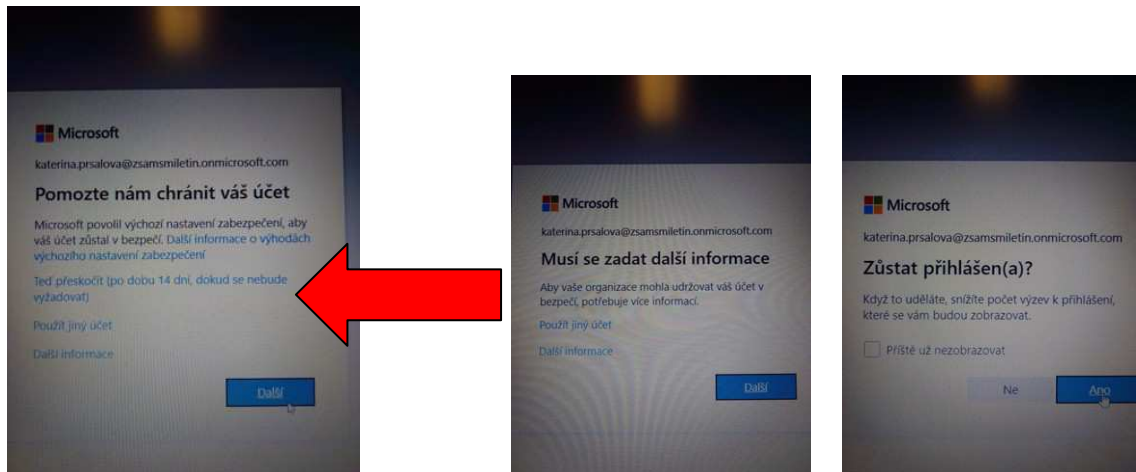 Microsoft
katerina.prsalova@zsamsmiletin.onmicrosoft.com
Pomozte nám chránit váš účet
Microsoft povolil výchozí nastavení zabezpečení, aby
váš účet zůstal v bezpečí. Další informace o výhodách
výchozího nastavení zabezpečení
Teď přeskočit (po dobu 14 dní, dokud se nebude
vyžadovat)
Použít jiný účet
Další informace
Další
Microsoft
katerina.prsalova@zsamsmiletin.onmicrosoft.com
Musí se zadat další informace
Aby vaše organizace mohla udržovat váš účet v
bezpečí, potřebuje více informací.
Použít jiný účet
Další informace
Další
Microsoft
katerina.prsalova@zsamsmiletin.onmicrosoft.com
Zůstat přihlášen(a)?
Když to uděláte, snížíte počet výzev k přihlášení,
které se vám budou zobrazovat.
Příště už nezobrazovat
Ne
Ano